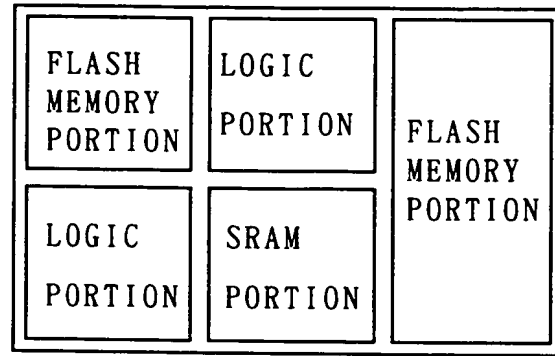 FLASH
MEMORY
PORTION
LOGIC
PORTION
FLASH
MEMORY
PORTION
LOGIC
PORTION
SRAM
PORTION